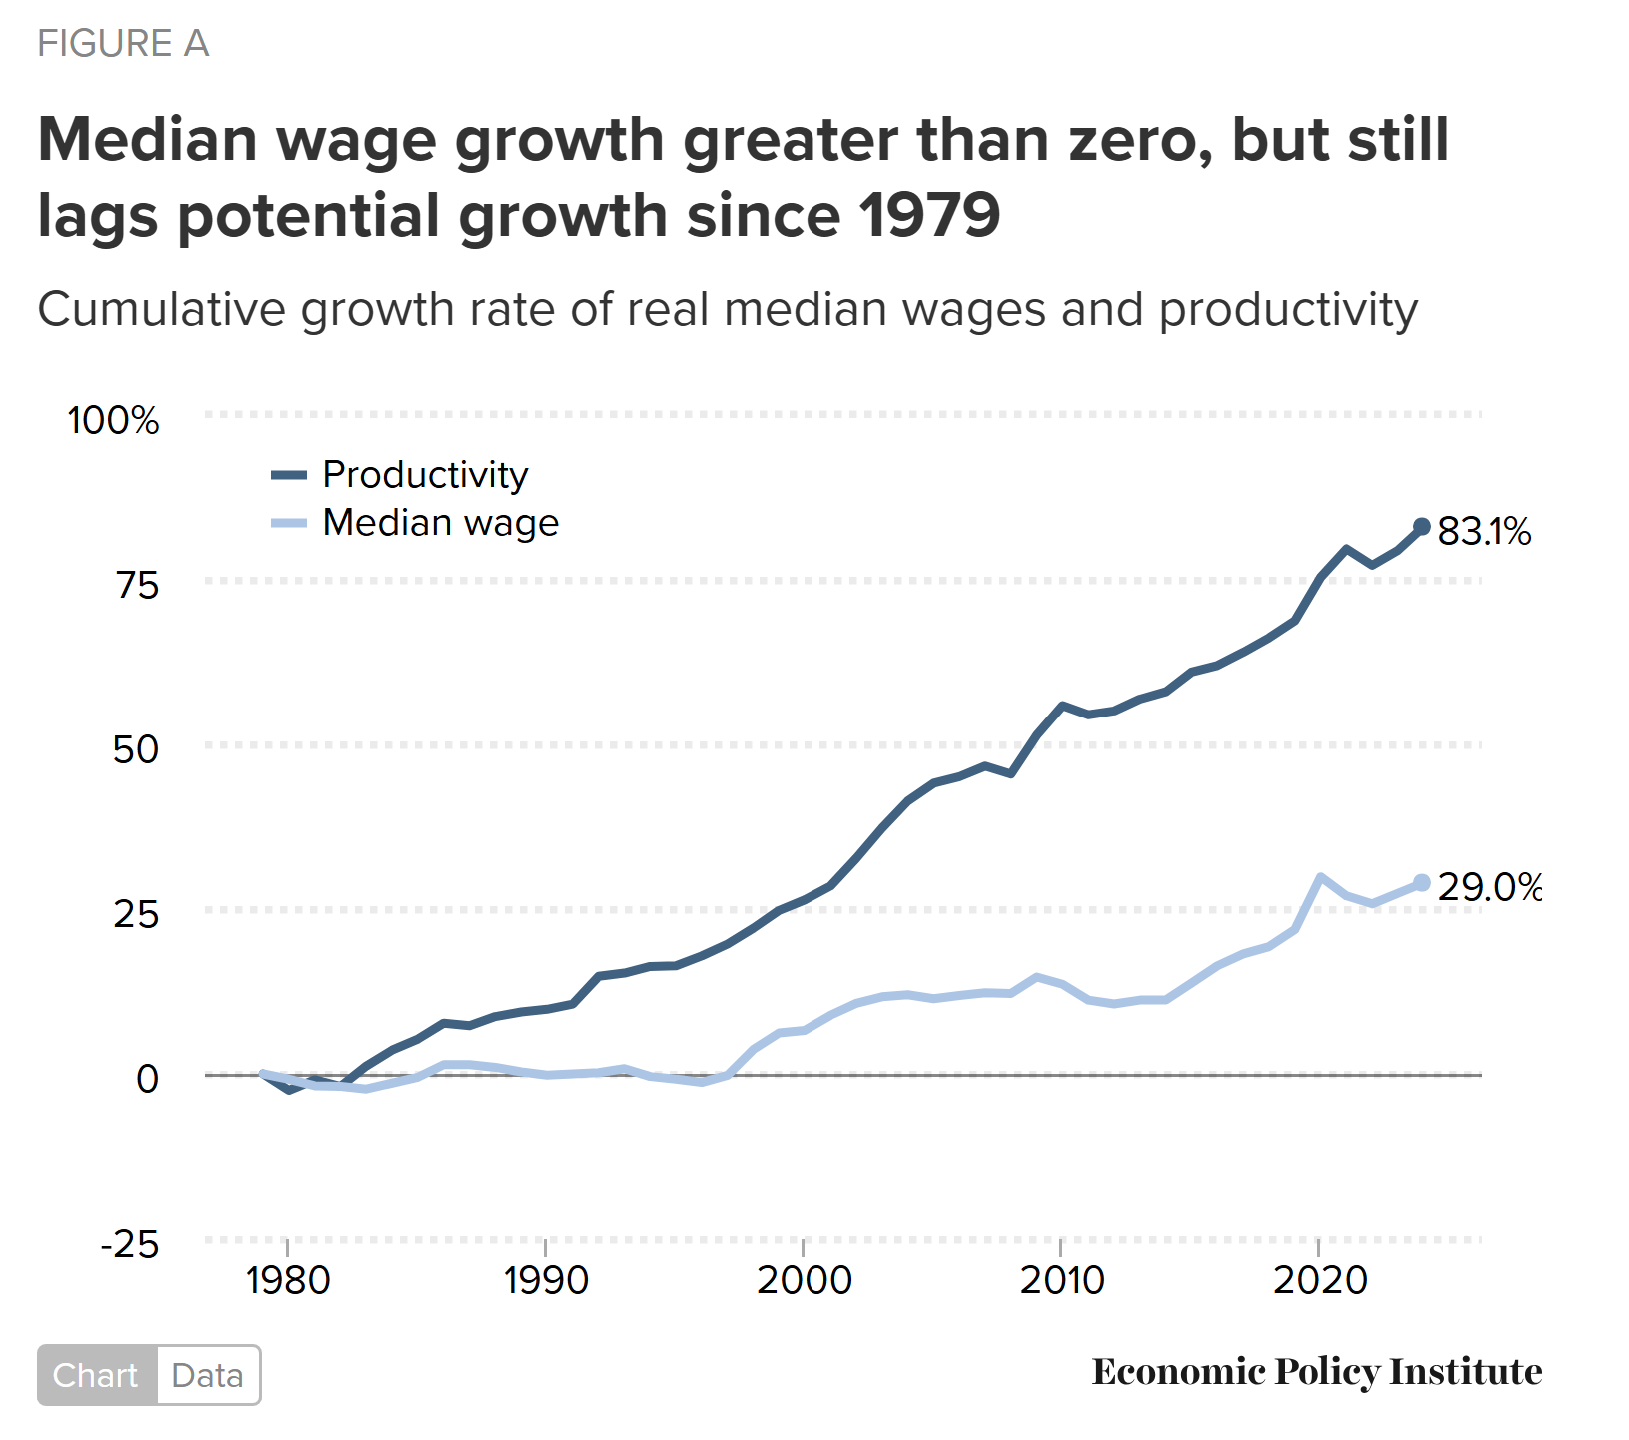 FIGURE A
Median wage growth greater than zero, but still
lags potential growth since 1979
Cumulative growth rate of real median wages and productivity
100%
Productivity
Median wage
83.1%
75
50
29.0%
25
0
-25
1980 1990 2000 2010 2020
Chart Data
Economic Policy Institute